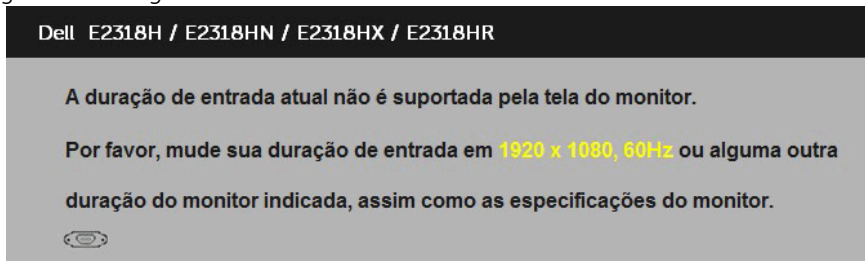 Dell E2318H / E2318HN / E2318HX / E2318HR
A duração de entrada atual não é suportada pela tela do monitor.
Por favor, mude sua duração de entrada em 1920 x 1080, 60Hz ou alguma outra
duração do monitor indicada, assim como as especificações do monitor.